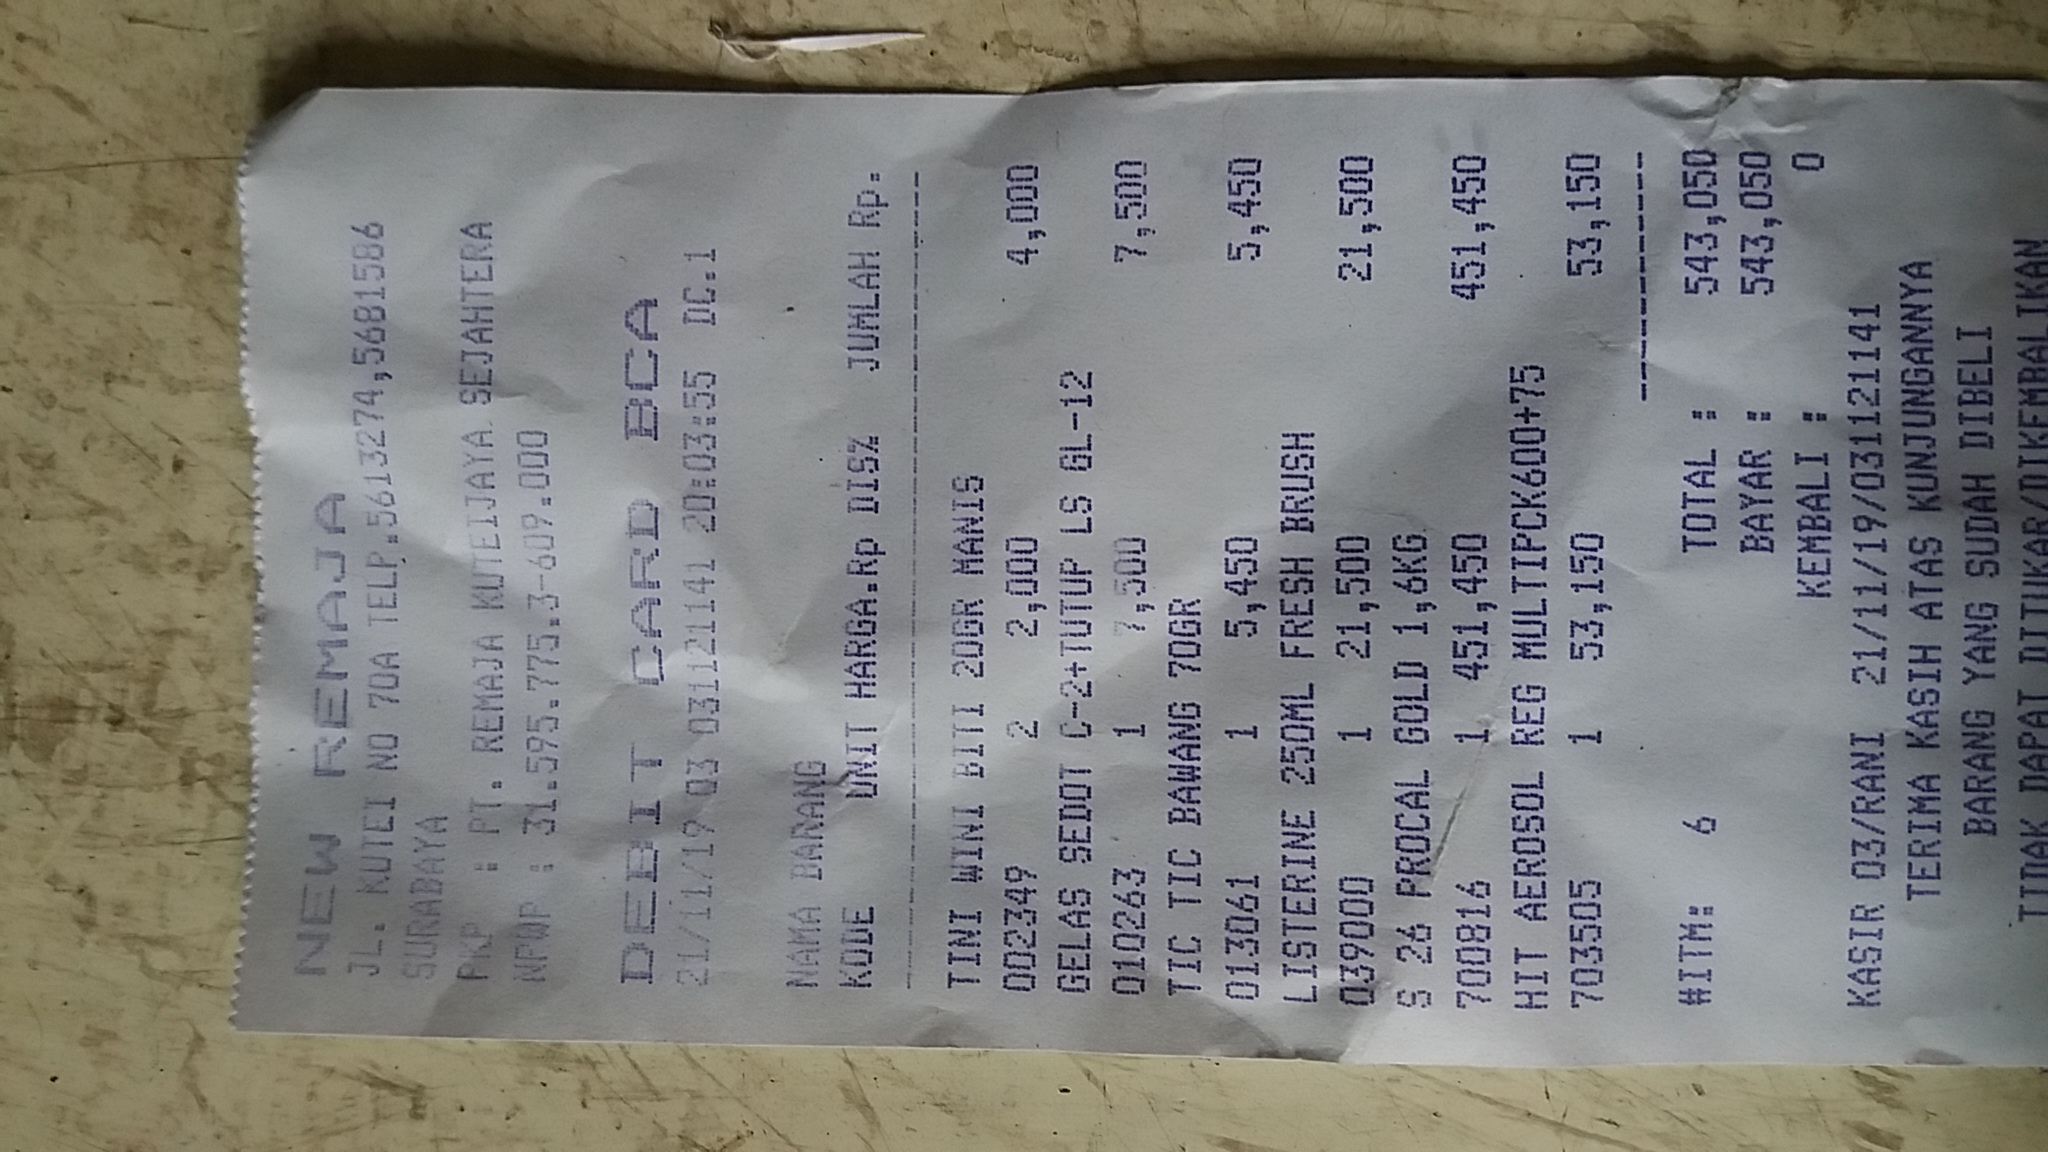 NEW REMAJA
JL. KUTEI NO 70A TELP.5613274,5681586
SURABAYA
PKP : PT. REMAJA KUTEIJAYA SEJAHTERA
NPWP : 31.595.775.3-609.000
DEBIT CARD BCA
21/11/19 03 031121141 20:03:55 DC.1
NAMA BARANG
KODE UNIT HARGA.Rp DIS% JUMLAH Rp.
TINI WINI BITI 20GR MANIS
002349 2 2,000 4,000
GELAS SEDOT C-2+TUTUP LS GL-12
010263 1 7,500 7,500
TIC TIC BAWANG 70GR
013061 1 5,450 5,450
LISTERINE 250ML FRESH BRUSH
039000 1 21,500 21,500
S 26 PROCAL GOLD 1,6KG
700816 1 451,450 451,450
HIT AEROSOL REG MULTIPCK600+75
703505 1 53,150 53,150
#ITM: 6 TOTAL : 543,050
BAYAR : 543,050
KEMBALI : 0
KASIR 03/RANI 21/11/19/031121141
TERIMA KASIH ATAS KUNJUNGANNYA
BARANG YANG SUDAH DIBELI
TIDAK DAPAT DITUKAR/DIKEMBALIKAN